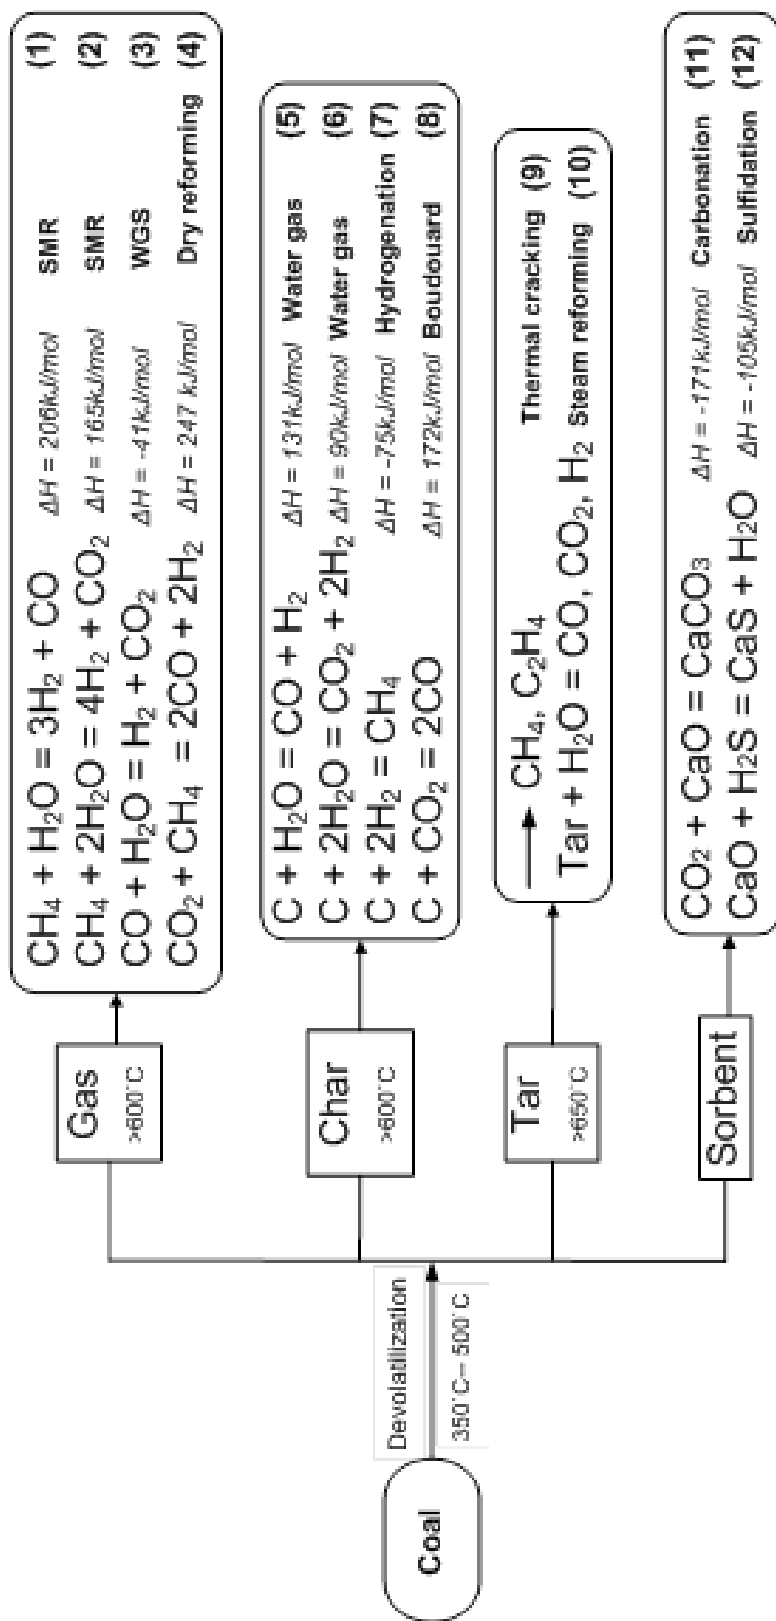 Coal
Devolatilization
350°C– 500°C
Gas
>600°C
CH₄ + H₂O = 3H₂ + CO ΔH = 206kJ/mol SMR (1)
CH₄ + 2H₂O = 4H₂ + CO₂ ΔH = 165kJ/mol SMR (2)
CO + H₂O = H₂ + CO₂ ΔH = -41kJ/mol WGS (3)
CO₂ + CH₄ = 2CO + 2H₂ ΔH = 247 kJ/mol Dry reforming (4)
Char
>600°C
C + H₂O = CO + H₂ ΔH = 131kJ/mol Water gas (5)
C + 2H₂O = CO₂ + 2H₂ ΔH = 90kJ/mol Water gas (6)
C + 2H₂ = CH₄ ΔH = -75kJ/mol Hydrogenation (7)
C + CO₂ = 2CO ΔH = 172kJ/mol Boudouard (8)
Tar
>650°C
CH₄, C₂H₄ Thermal cracking (9)
Tar + H₂O = CO, CO₂, H₂ Steam reforming (10)
Sorbent
CO₂ + CaO = CaCO₃ ΔH = -171kJ/mol Carbonation (11)
CaO + H₂S = CaS + H₂O ΔH = -105kJ/mol Sulfidation (12)